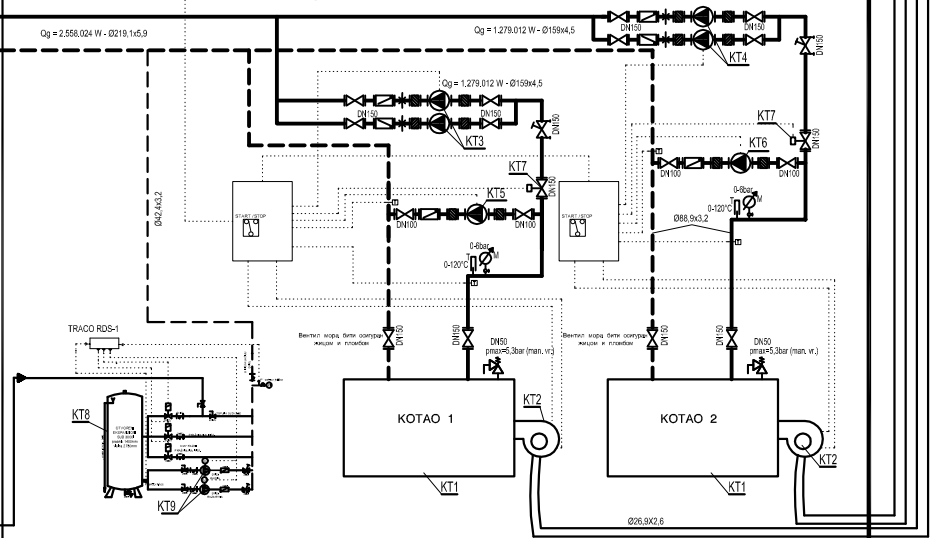 Qg = 2.558.024 W - Ø219,1x5,9
Qg = 1.279.012 W - Ø159x4,5
DN150
DN150
KT4
Qg = 1.279.012 W - Ø159x4,5
DN150
DN150
KT3
KT7
KT7
DN150
KT6
DN100
DN100
T
KT5
DN150
T
DN100
DN100
START /STOP
START /STOP
Ø42,4x3,2
0-6bar
T
M
0-120°C
T
0-6bar
T
M
0-120°C
Ø88,9x3,2
T
TRACO RDS-1
Вентил мора бити осигуран
жицом и пломбом
DN150
DN150
DN50
pmax=5,3bar (man. vr.)
Вентил мора бити осигуран
жицом и пломбом
DN150
DN150
DN50
pmax=5,3bar (man. vr.)
KT8
КОТАО 1
KT2
КОТАО 2
KT2
KT1
KT1
KT9
Ø26,9X2,6